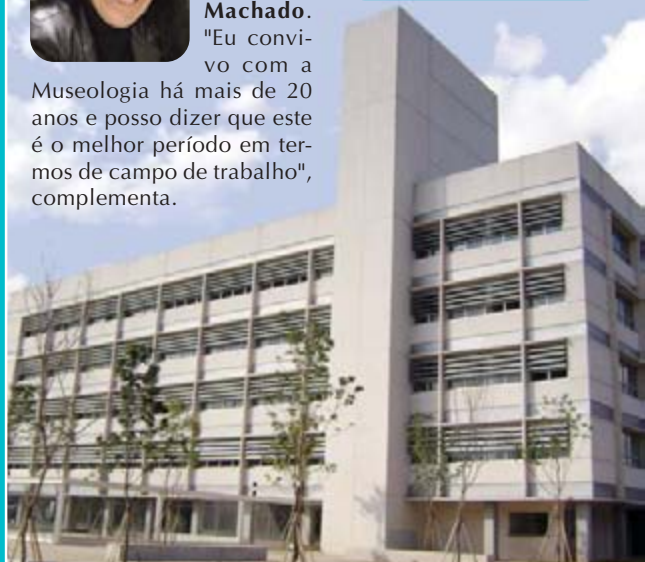 Machado.
"Eu convi-
vo com a
Museologia há mais de 20
anos e posso dizer que este
é o melhor período em ter-
mos de campo de trabalho",
complementa.